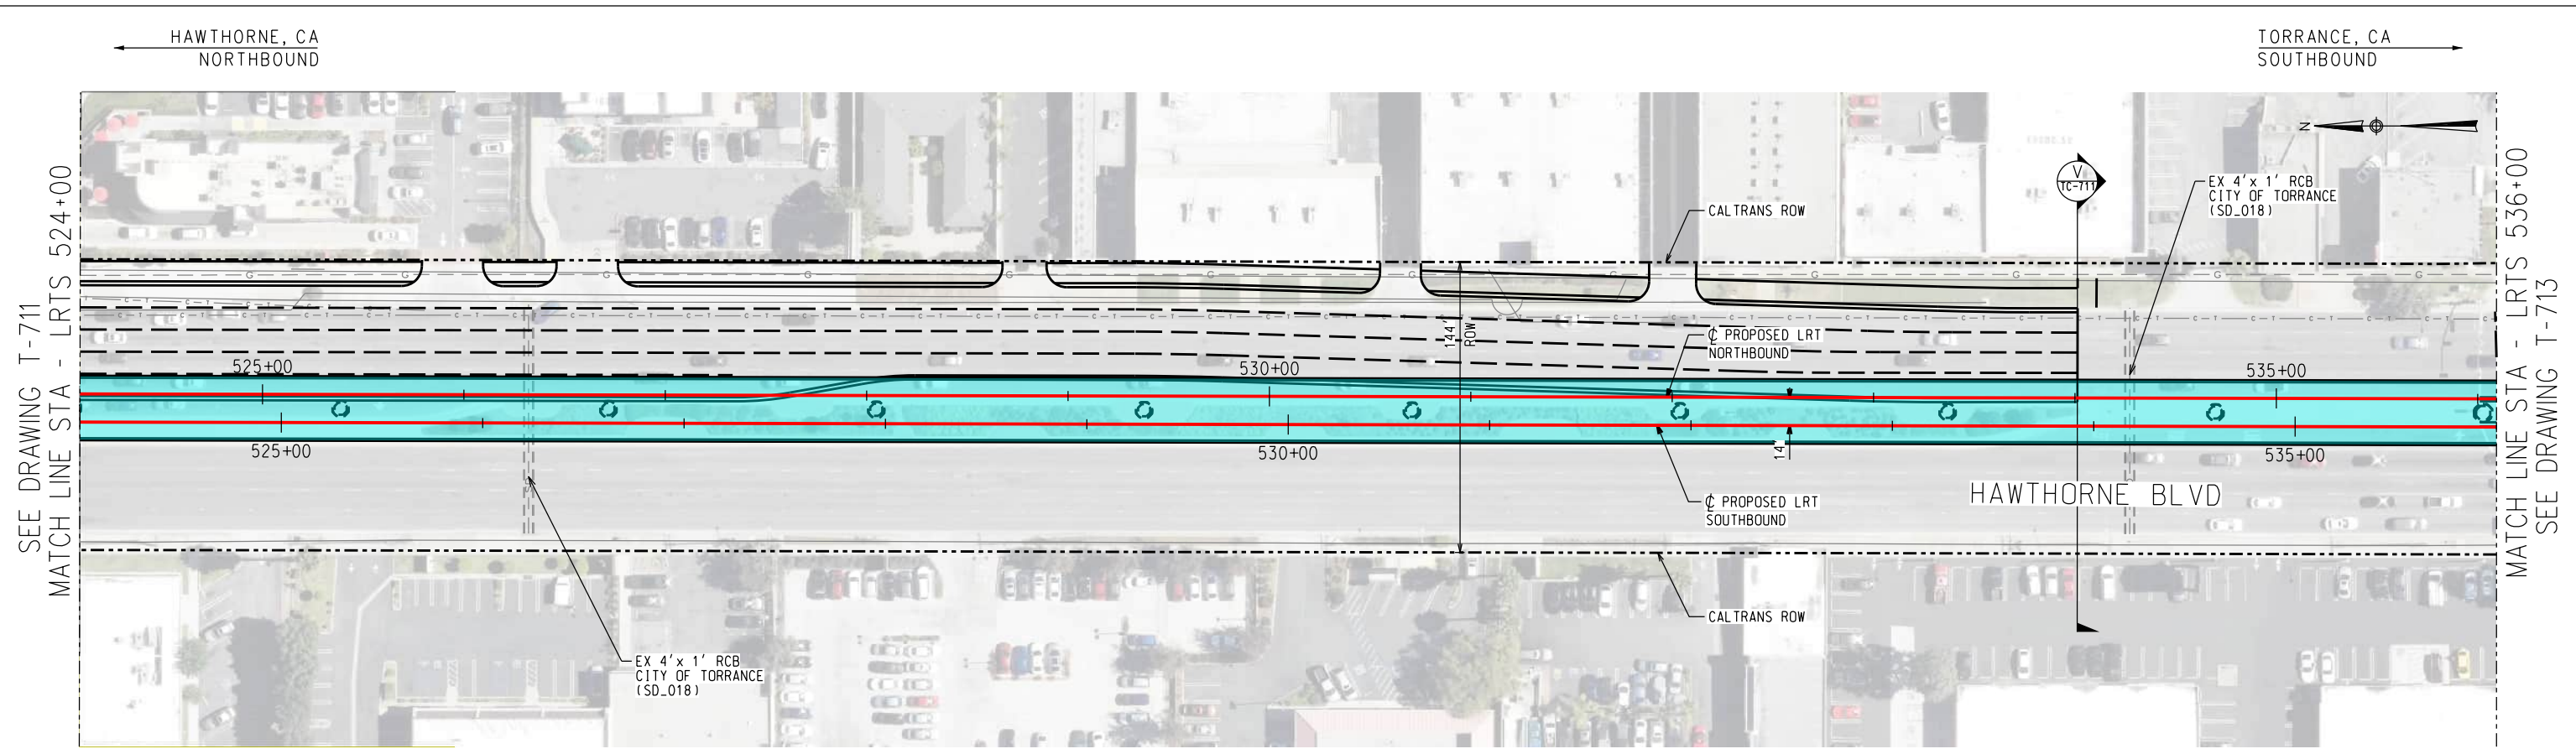 HAWTHORNE, CA
NORTHBOUND
TORRANCE, CA
SOUTHBOUND
SEE DRAWING T-711
MATCH LINE STA - LRTS 524+00
N
V
TC-711
EX 4'x 1' RCB
CITY OF TORRANCE
(SD_018)
CALTRANS ROW
144'
ROW
℄ PROPOSED LRT
NORTHBOUND
525+00
530+00
535+00
14'
525+00
530+00
535+00
HAWTHORNE BLVD
℄ PROPOSED LRT
SOUTHBOUND
CALTRANS ROW
EX 4'x 1' RCB
CITY OF TORRANCE
(SD_018)
MATCH LINE STA - LRTS 536+00
SEE DRAWING T-713